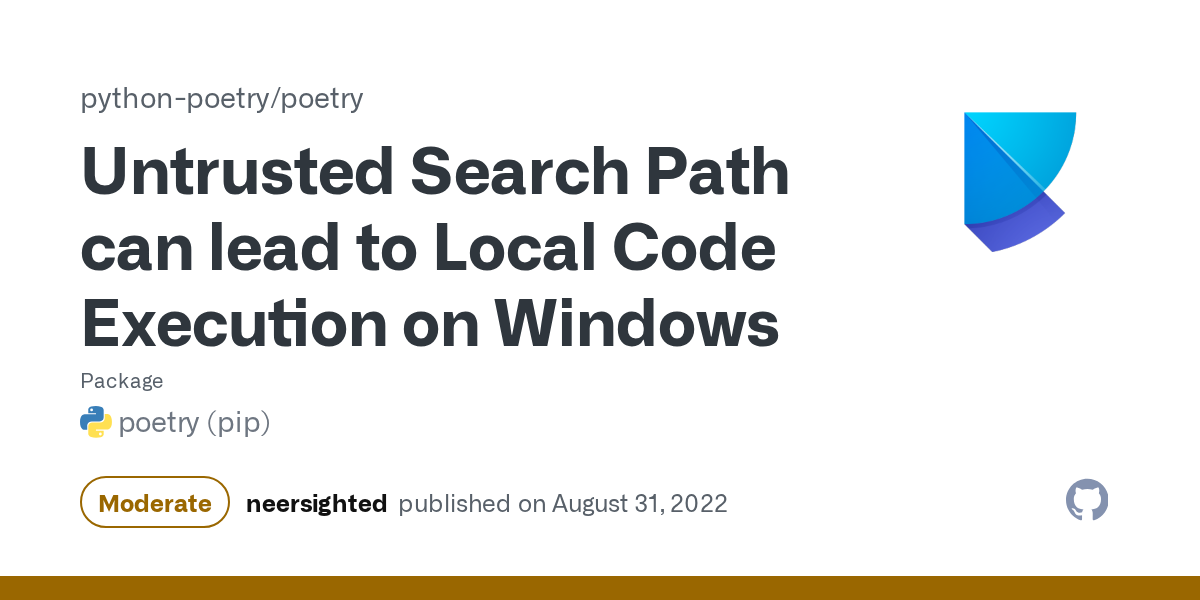 python-poetry/poetry
Untrusted Search Path
can lead to Local Code
Execution on Windows
Package
poetry (pip)
Moderate neersighted published on August 31, 2022